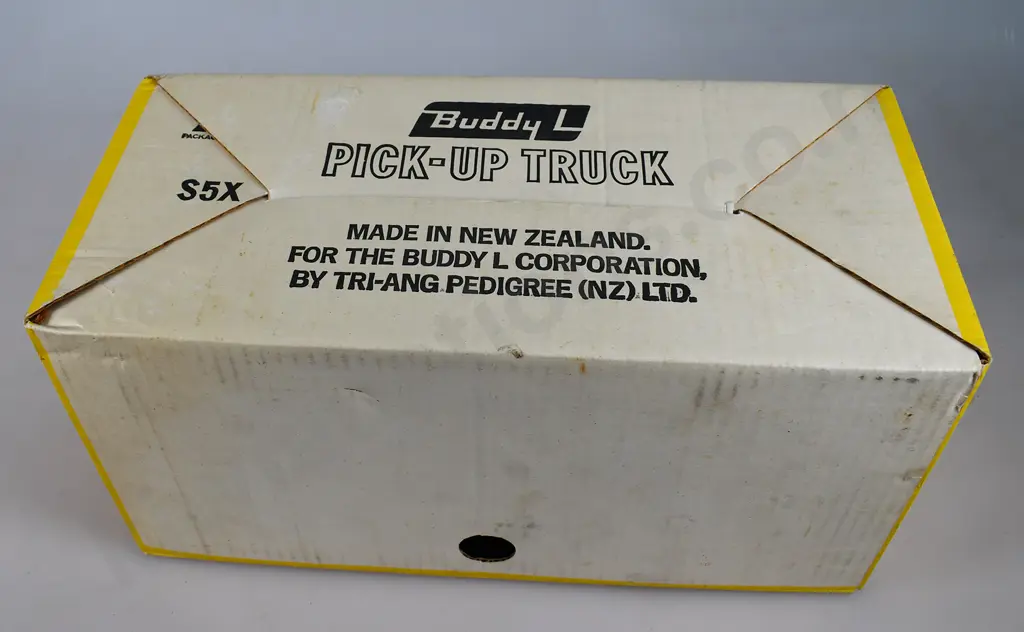 Buddy L
PICK-UP TRUCK
S5X
MADE IN NEW ZEALAND.
FOR THE BUDDY L CORPORATION,
BY TRI-ANG PEDIGREE (NZ) LTD.